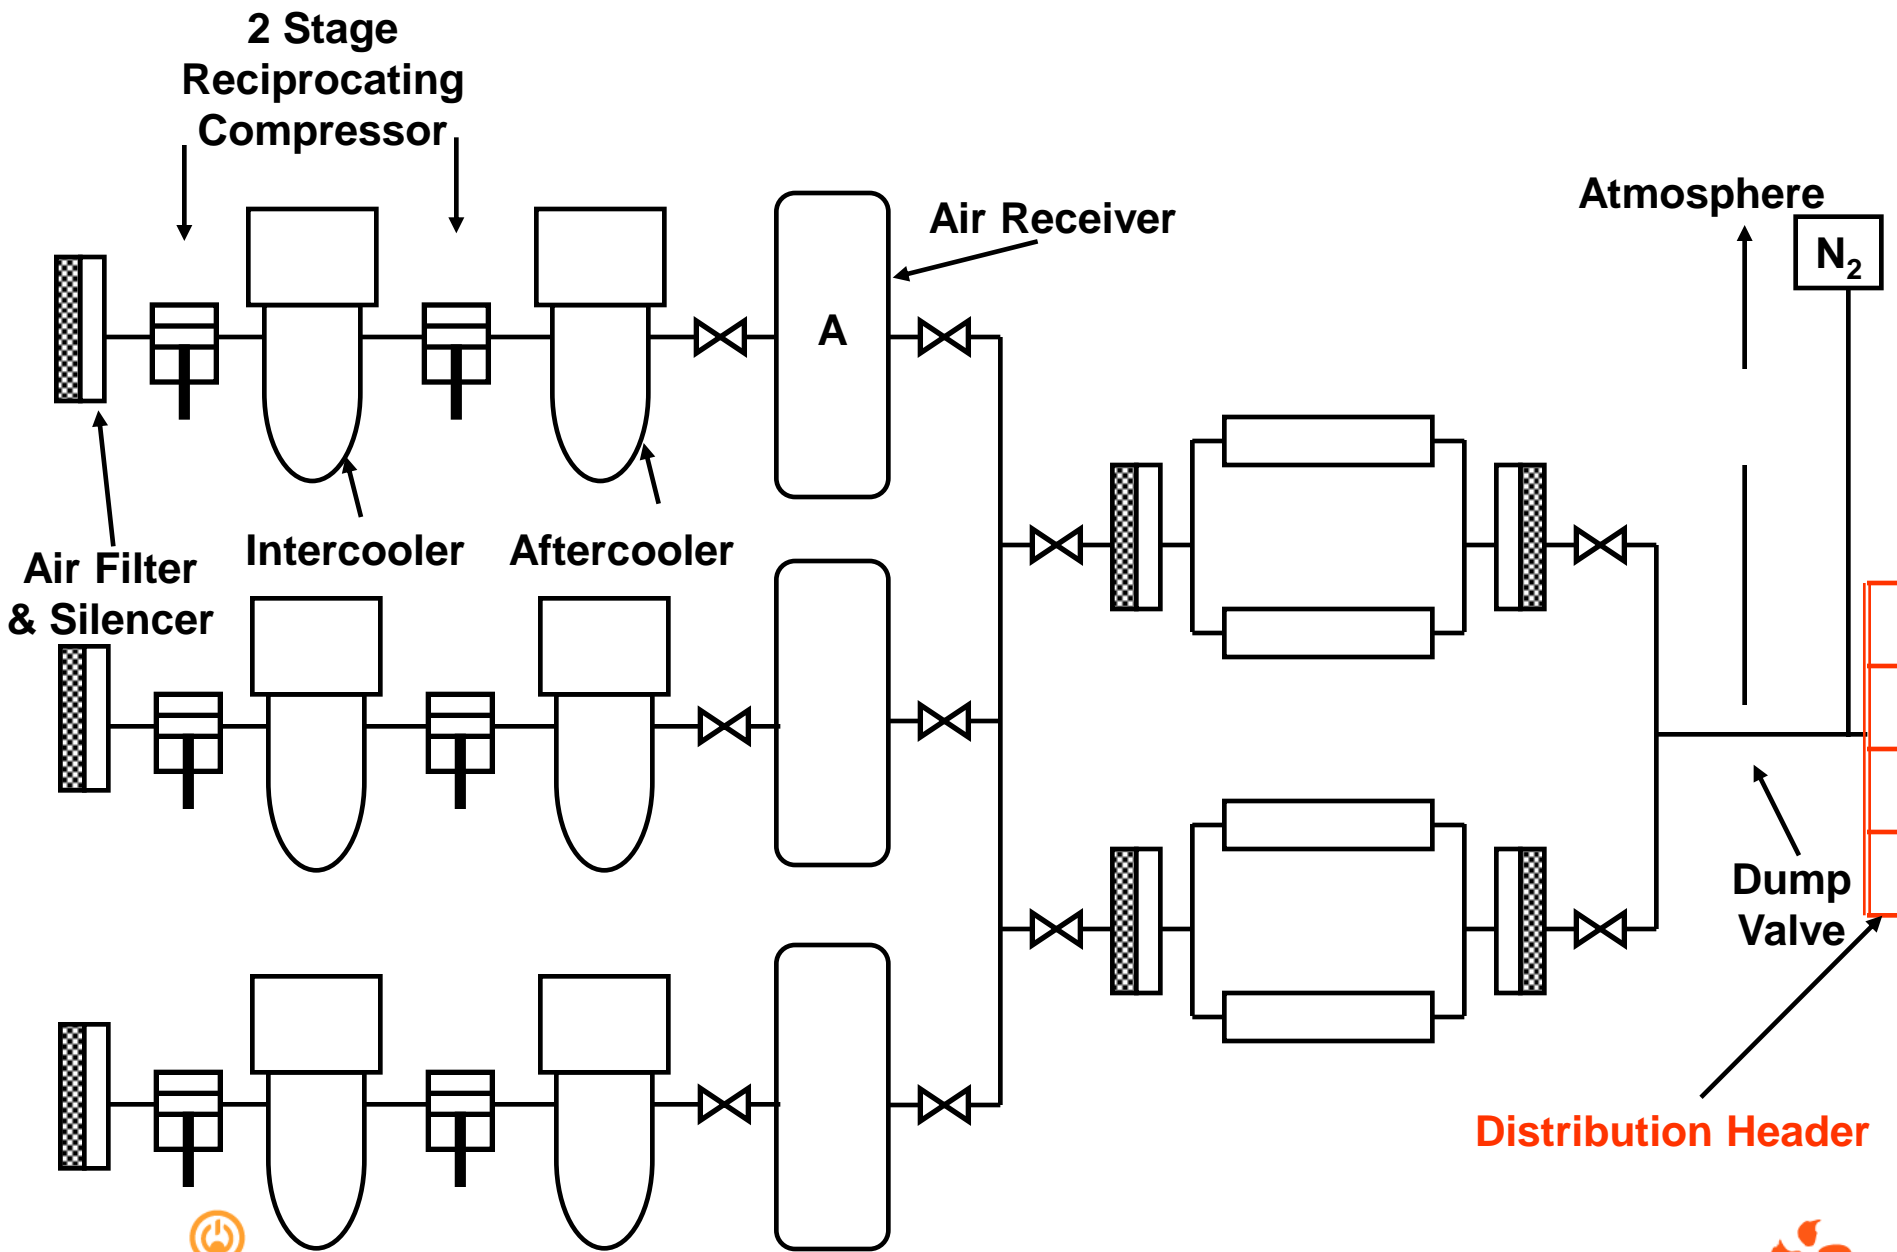 2 Stage
Reciprocating
Compressor
Air Receiver
Atmosphere
N₂
A
Intercooler
Aftercooler
Air Filter
& Silencer
Dump
Valve
Distribution Header